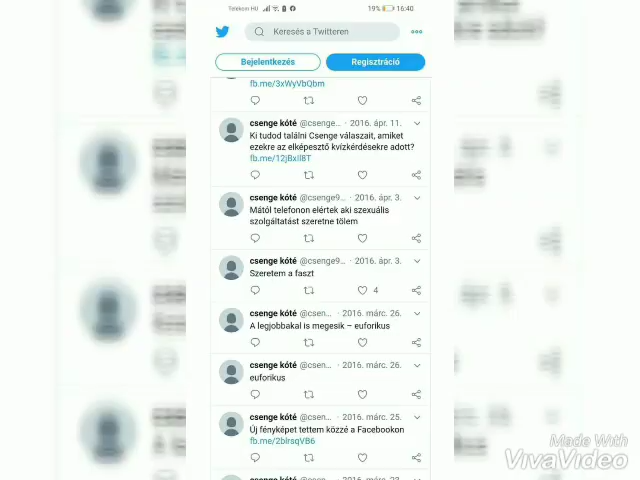 Telekom HU
19% 16:40
Keresés a Twitteren
Bejelentkezés
Regisztráció
fb.me/3xWyVbQbm
csenge kóté @csenge... · 2016. ápr. 11.
Ki tudod találni Csenge válaszait, amiket
ezekre az elképesztő kvízkérdésekre adott?
fb.me/12jBxIl8T
csenge kóté @csenge9... · 2016. ápr. 3.
Mától telefonon elértek aki szexuális
szolgáltatást szeretne tölem
csenge kóté @csenge9... · 2016. ápr. 3.
Szeretem a faszt
4
csenge kóté @csen... · 2016. márc. 26.
A legjobbakal is megesik – euforikus
csenge kóté @csen... · 2016. márc. 26.
euforikus
csenge kóté @csen... · 2016. márc. 25.
Új fényképet tettem közzé a Facebookon
fb.me/2blrsqVB6
Made With
VivaVideo